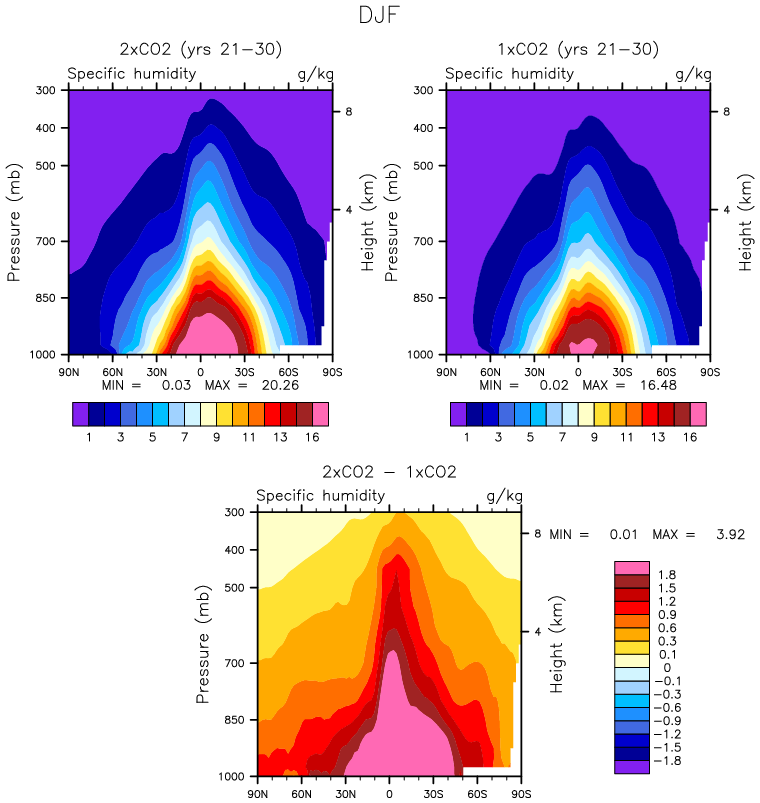 DJF
2xCO2 (yrs 21−30)
Specific humidity g/kg
Pressure (mb)
300
400
500
700
850
1000
8
4
Height (km)
90N 60N 30N 0 30S 60S 90S
MIN = 0.03 MAX = 20.26
1 3 5 7 9 11 13 16
1xCO2 (yrs 21−30)
Specific humidity g/kg
Pressure (mb)
300
400
500
700
850
1000
8
4
Height (km)
90N 60N 30N 0 30S 60S 90S
MIN = 0.02 MAX = 16.48
1 3 5 7 9 11 13 16
2xCO2 − 1xCO2
Specific humidity g/kg
Pressure (mb)
300
400
500
700
850
1000
8
4
Height (km)
90N 60N 30N 0 30S 60S 90S
MIN = 0.01 MAX = 3.92
1.8
1.5
1.2
0.9
0.6
0.3
0.1
0
−0.1
−0.3
−0.6
−0.9
−1.2
−1.5
−1.8